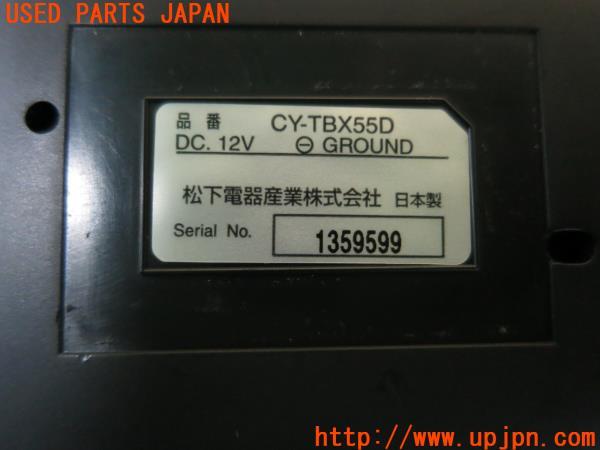 USED PARTS JAPAN
品番 CY-TBX55D
DC. 12V ⊖ GROUND
松下電器産業株式会社 日本製
Serial No. 1359599
www.upjpn.com